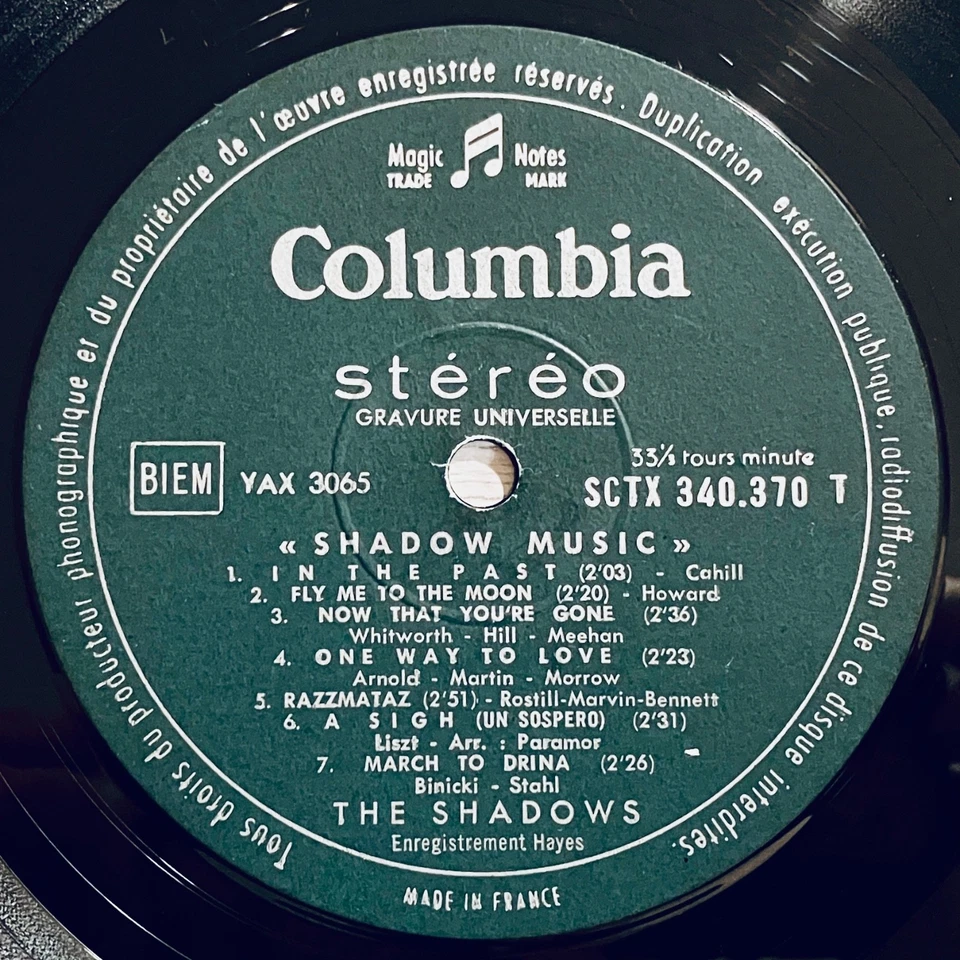 Tous droits du producteur phonographique et du propriétaire de l'œuvre enregistrée réservés. Duplication exécution publique, radiodiffusion de ce disque interdites.
Magic Notes
TRADE MARK
Columbia
stéréo
GRAVURE UNIVERSELLE
33⅓ tours minute
BIEM YAX 3065 SCTX 340.370 T
« SHADOW MUSIC »
1. IN THE PAST (2'03) - Cahill
2. FLY ME TO THE MOON (2'20) - Howard
3. NOW THAT YOU'RE GONE (2'36)
Whitworth - Hill - Meehan
4. ONE WAY TO LOVE (2'23)
Arnold - Martin - Morrow
5. RAZZMATAZ (2'51) - Rostill-Marvin-Bennett
6. A SIGH (UN SOSPERO) (2'31)
Liszt - Arr. : Paramor
7. MARCH TO DRINA (2'26)
Binicki - Stahl
THE SHADOWS
Enregistrement Hayes
MADE IN FRANCE